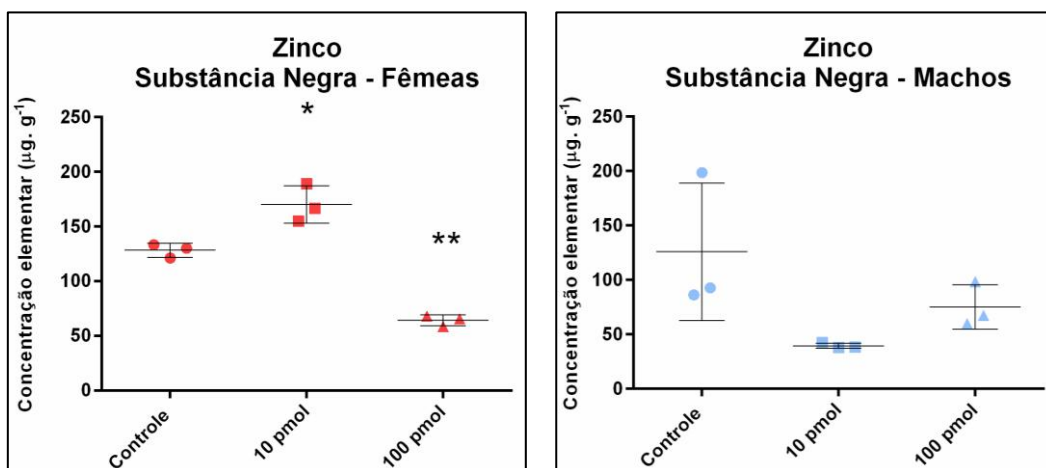 Zinco
Substância Negra - Fêmeas
Concentração elementar (μg. g⁻¹)
250
200
150
100
50
0
*
**
Controle
10 pmol
100 pmol
Zinco
Substância Negra - Machos
Concentração elementar (μg. g⁻¹)
250
200
150
100
50
0
Controle
10 pmol
100 pmol